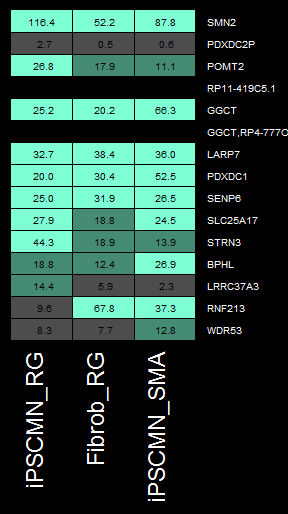 116.4 52.2 87.8 SMN2
2.7 0.5 0.6 PDXDC2P
26.8 17.9 11.1 POMT2
RP11-419C5.1
25.2 20.2 66.3 GGCT
GGCT,RP4-777O
32.7 38.4 36.0 LARP7
20.0 30.4 52.5 PDXDC1
25.0 31.9 26.5 SENP6
27.9 18.8 24.5 SLC25A17
44.3 18.9 13.9 STRN3
18.8 12.4 26.9 BPHL
14.4 5.9 2.3 LRRC37A3
9.6 67.8 37.3 RNF213
8.3 7.7 12.8 WDR53
iPSCMN_RG
Fibrob_RG
iPSCMN_SMA